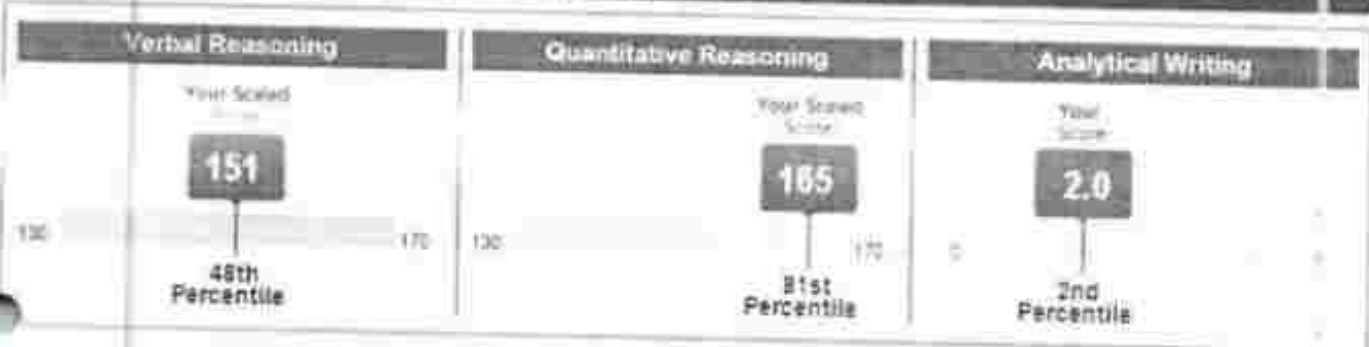 Verbal Reasoning
Your Scaled
151
130
170
48th
Percentile
Quantitative Reasoning
Your Scaled
Score
165
130
170
81st
Percentile
Analytical Writing
Your
Score
2.0
0
2nd
Percentile